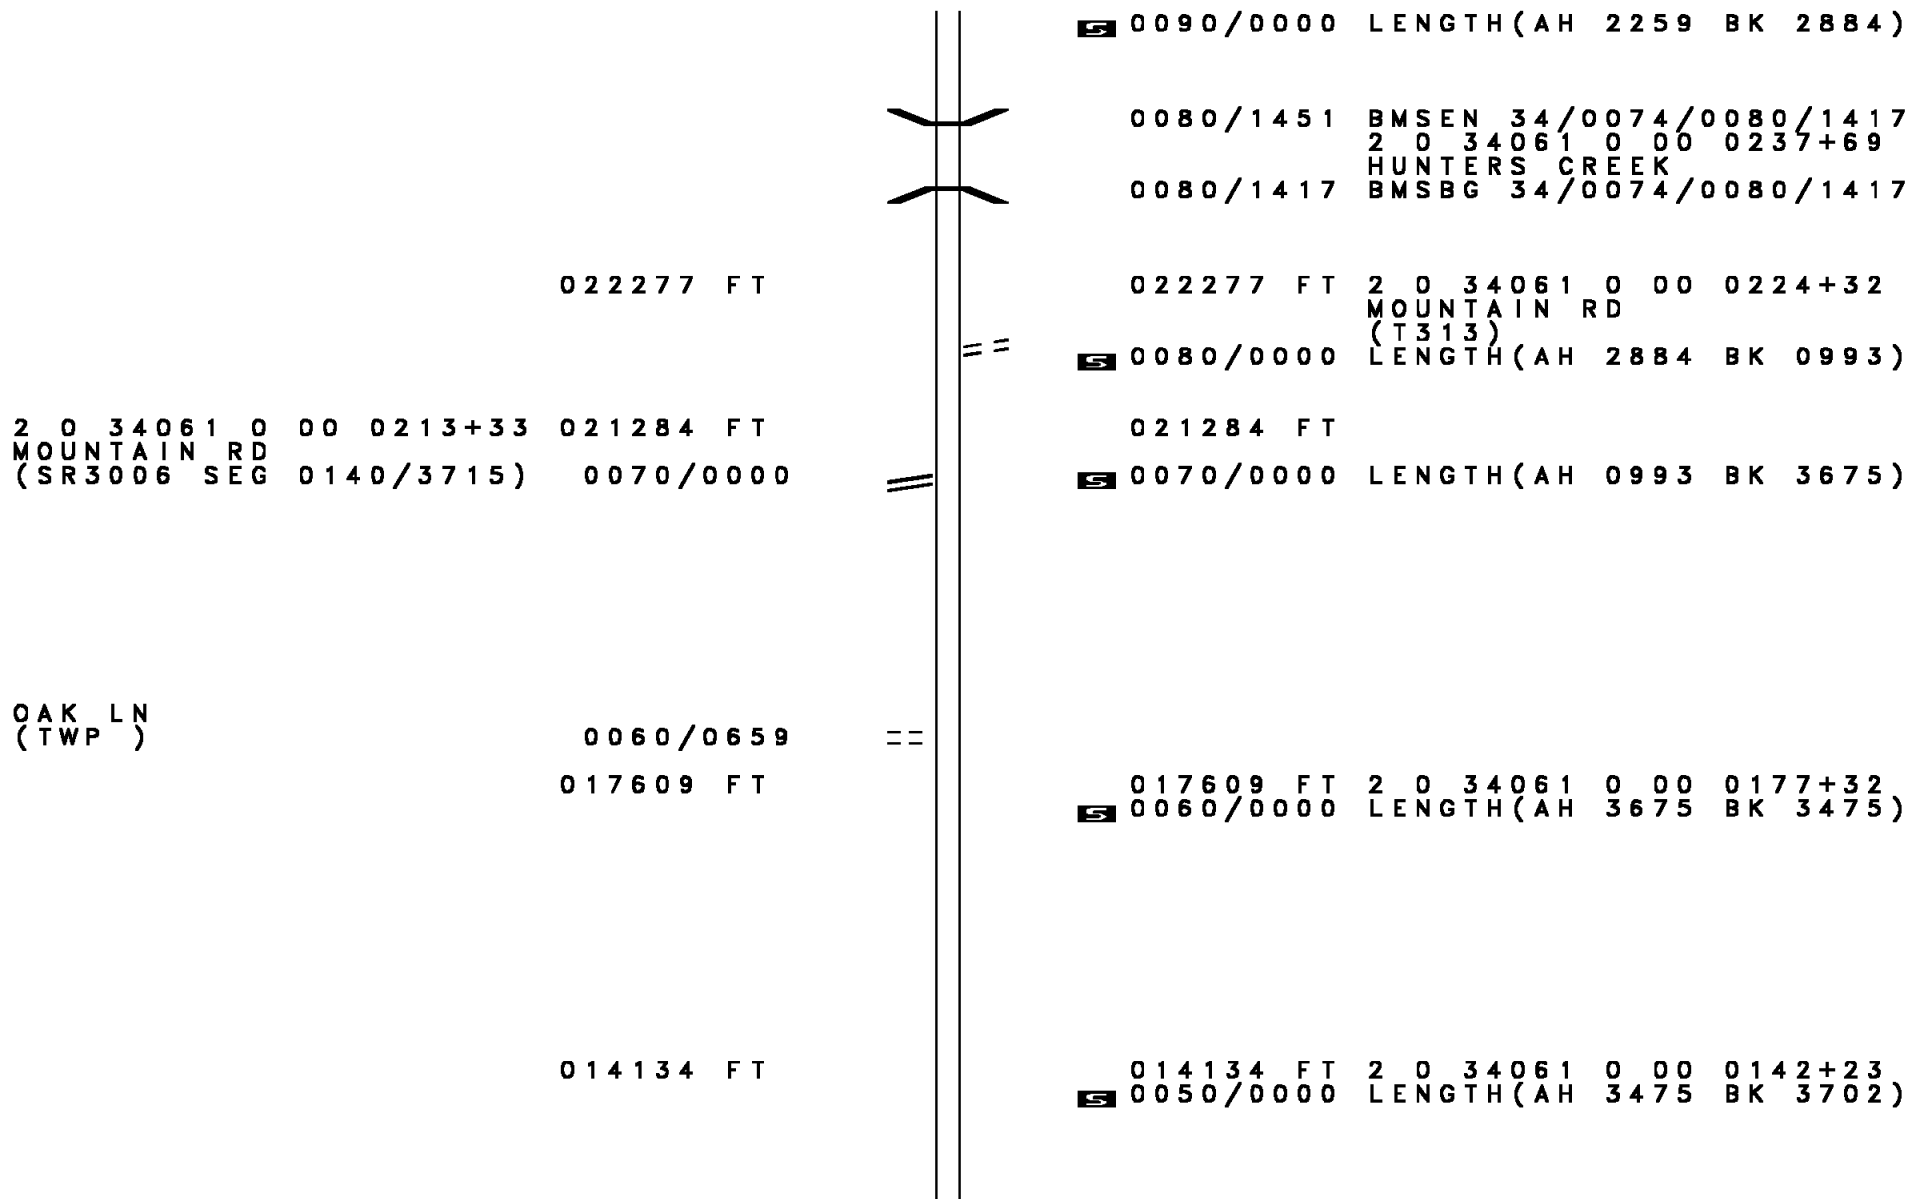 S 0090/0000 LENGTH(AH 2259 BK 2884)
0080/1451 BMSEN 34/0074/0080/1417
2 0 34061 0 00 0237+69
HUNTERS CREEK
0080/1417 BMSBG 34/0074/0080/1417
022277 FT 022277 FT 2 0 34061 0 00 0224+32
MOUNTAIN RD
(T313)
S 0080/0000 LENGTH(AH 2884 BK 0993)
2 0 34061 0 00 0213+33 021284 FT 021284 FT
MOUNTAIN RD
(SR3006 SEG 0140/3715) 0070/0000 S 0070/0000 LENGTH(AH 0993 BK 3675)
OAK LN
(TWP ) 0060/0659
017609 FT 017609 FT 2 0 34061 0 00 0177+32
S 0060/0000 LENGTH(AH 3675 BK 3475)
014134 FT 014134 FT 2 0 34061 0 00 0142+23
S 0050/0000 LENGTH(AH 3475 BK 3702)